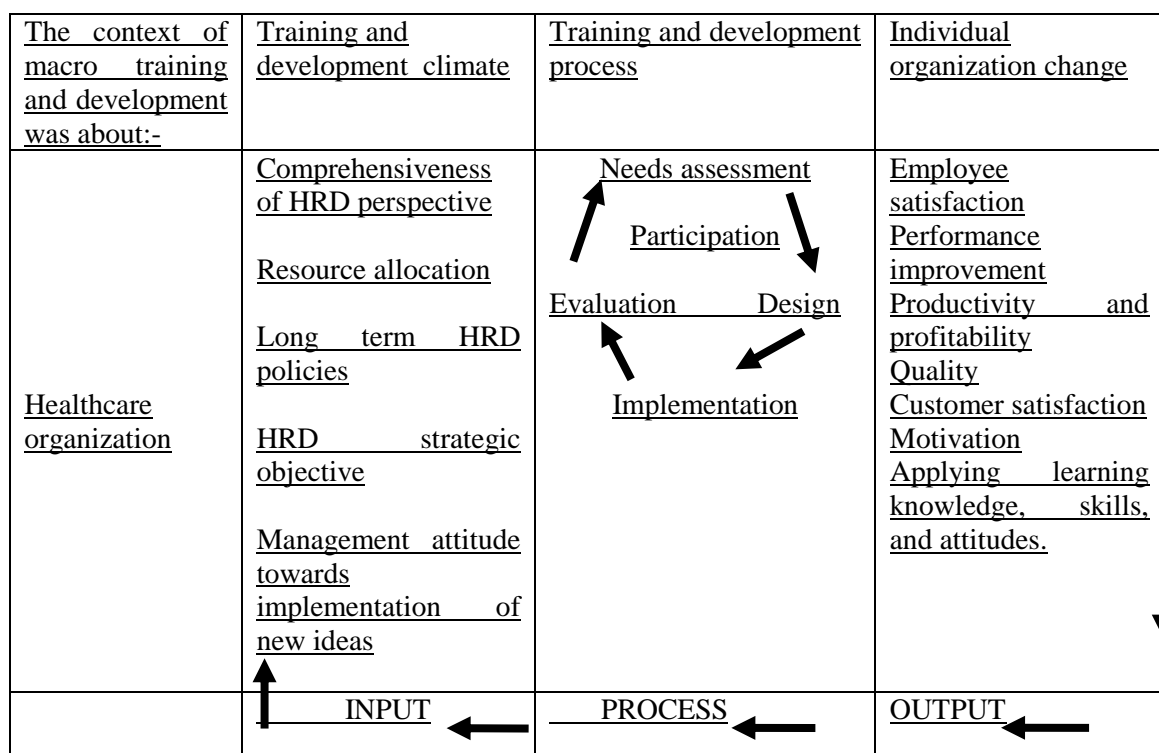 The context of
macro training
and development
was about:-
Training and
development climate
Training and development
process
Individual
organization change
Healthcare
organization
Comprehensiveness
of HRD perspective
Resource allocation
Long term HRD
policies
HRD strategic
objective
Management attitude
towards
implementation of
new ideas
Needs assessment
Participation
Evaluation Design
Implementation
Employee
satisfaction
Performance
improvement
Productivity and
profitability
Quality
Customer satisfaction
Motivation
Applying learning
knowledge, skills,
and attitudes.
INPUT
PROCESS
OUTPUT